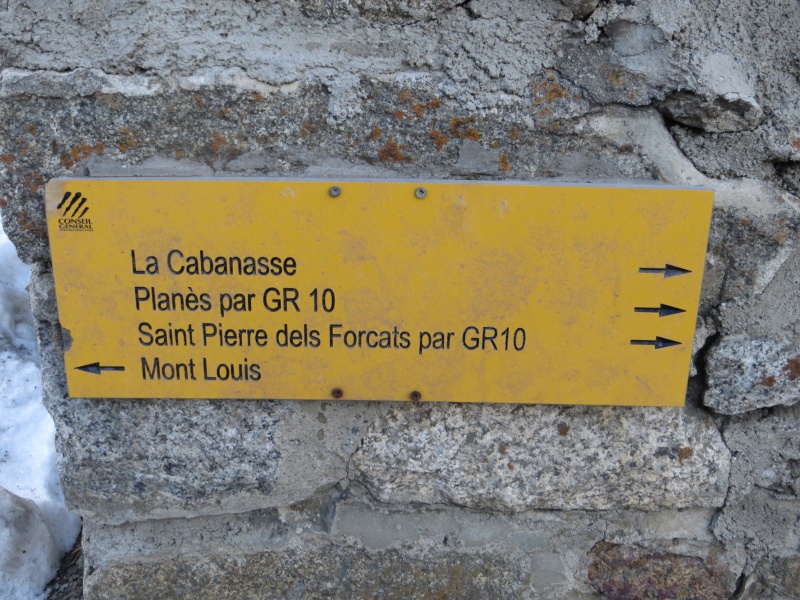 CONSEIL
GENERAL
La Cabanasse
Planès par GR 10
Saint Pierre dels Forcats par GR10
Mont Louis